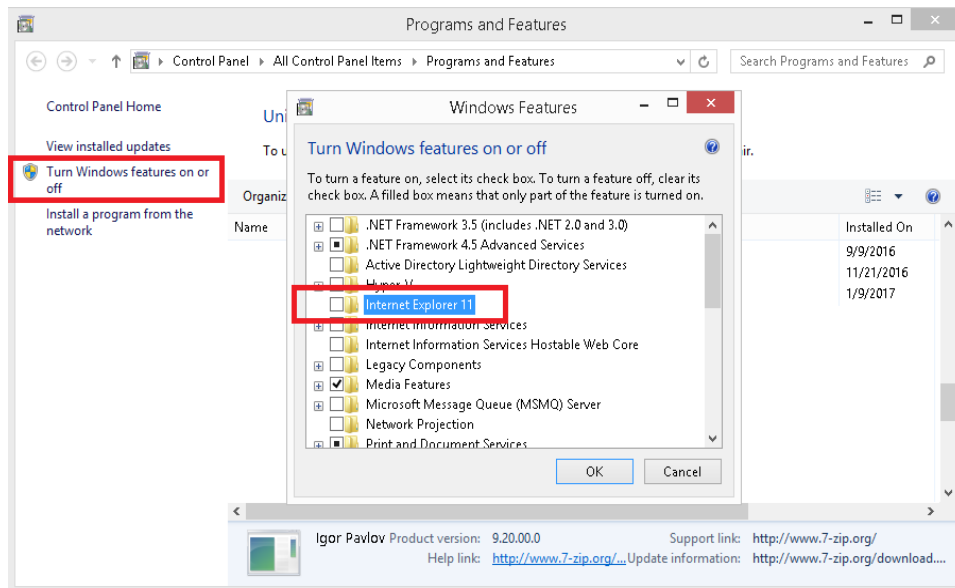 Programs and Features
Control Panel All Control Panel Items Programs and Features
Search Programs and Features
Control Panel Home
View installed updates
Turn Windows features on or
off
Install a program from the
network
Uni
To u
ir.
Organiz
Name
Installed On
9/9/2016
11/21/2016
1/9/2017
Windows Features
Turn Windows features on or off
To turn a feature on, select its check box. To turn a feature off, clear its
check box. A filled box means that only part of the feature is turned on.
.NET Framework 3.5 (includes .NET 2.0 and 3.0)
.NET Framework 4.5 Advanced Services
Active Directory Lightweight Directory Services
Hyper-V
Internet Explorer 11
Internet Information Services
Internet Information Services Hostable Web Core
Legacy Components
Media Features
Microsoft Message Queue (MSMQ) Server
Network Projection
Print and Document Services
OK Cancel
Igor Pavlov Product version: 9.20.00.0 Support link: http://www.7-zip.org/
Help link: http://www.7-zip.org/... Update information: http://www.7-zip.org/download....